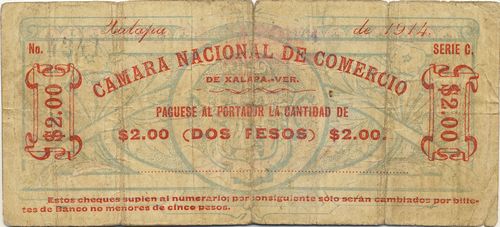 Xalapa, de 1914.
No. SERIE C.
CAMARA NACIONAL DE COMERCIO
DE XALAPA-VER.
PAGUESE AL PORTADOR LA CANTIDAD DE
$2.00 (DOS PESOS) $2.00.
$2.00
$2.00
Estos cheques suplen al numerario; por consiguiente sólo serán cambiados por bille-
tes de Banco no menores de cinco pesos.